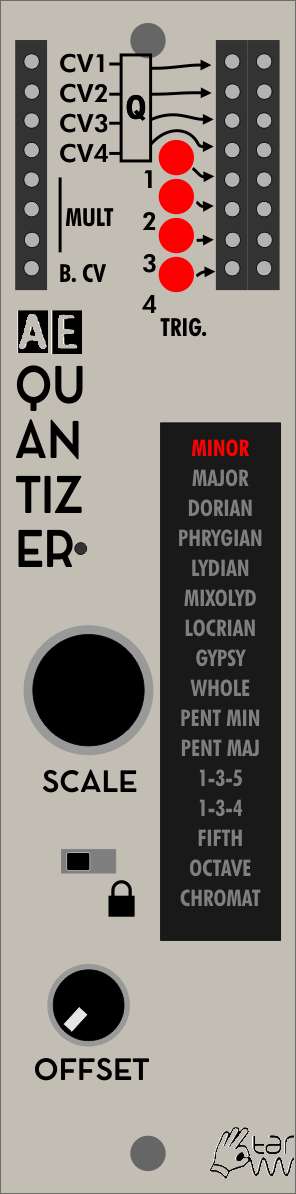 CV1
CV2
CV3
CV4
Q
1
2
3
4
MULT
B. CV
TRIG.
AE
QU
AN
TIZ
ER
MINOR
MAJOR
DORIAN
PHRYGIAN
LYDIAN
MIXOLYD
LOCRIAN
GYPSY
WHOLE
PENT MIN
PENT MAJ
1-3-5
1-3-4
FIFTH
OCTAVE
CHROMAT
SCALE
OFFSET